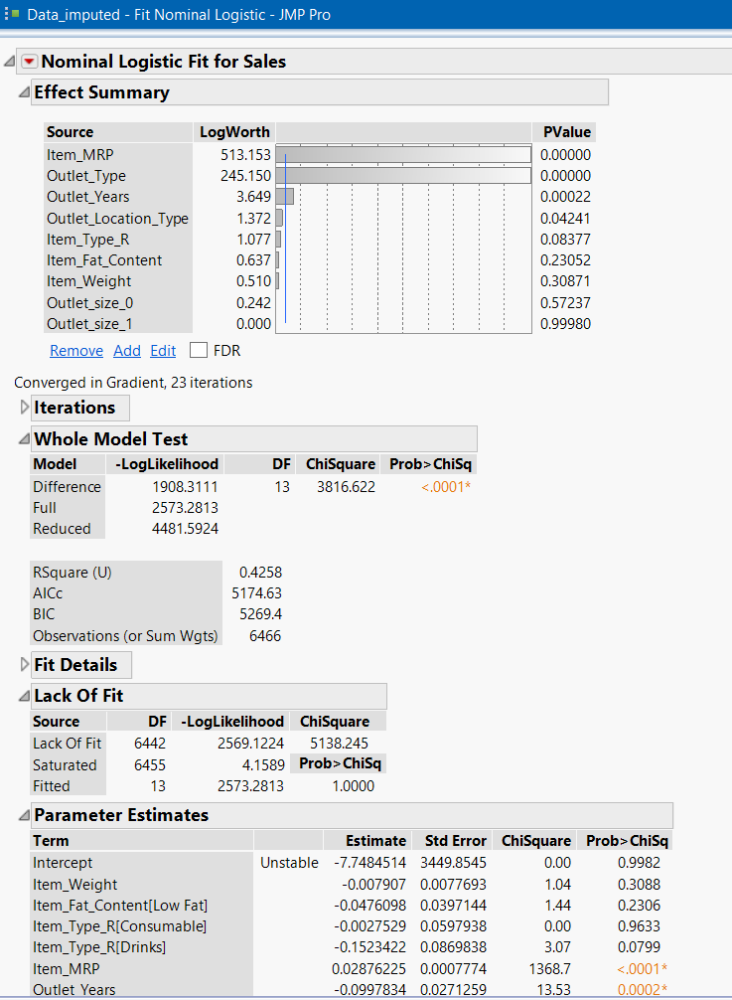 Data_imputed - Fit Nominal Logistic - JMP Pro
Nominal Logistic Fit for Sales
Effect Summary
Source LogWorth PValue
Item_MRP 513.153 0.00000
Outlet_Type 245.150 0.00000
Outlet_Years 3.649 0.00022
Outlet_Location_Type 1.372 0.04241
Item_Type_R 1.077 0.08377
Item_Fat_Content 0.637 0.23052
Item_Weight 0.510 0.30871
Outlet_size_0 0.242 0.57237
Outlet_size_1 0.000 0.99980
Remove Add Edit FDR
Converged in Gradient, 23 iterations
Iterations
Whole Model Test
Model -LogLikelihood DF ChiSquare Prob>ChiSq
Difference 1908.3111 13 3816.622 <.0001*
Full 2573.2813
Reduced 4481.5924
RSquare (U) 0.4258
AICc 5174.63
BIC 5269.4
Observations (or Sum Wgts) 6466
Fit Details
Lack Of Fit
Source DF -LogLikelihood ChiSquare
Lack Of Fit 6442 2569.1224 5138.245
Saturated 6455 4.1589 Prob>ChiSq
Fitted 13 2573.2813 1.0000
Parameter Estimates
Term Estimate Std Error ChiSquare Prob>ChiSq
Intercept Unstable -7.7484514 3449.8545 0.00 0.9982
Item_Weight -0.007907 0.0077693 1.04 0.3088
Item_Fat_Content[Low Fat] -0.0476098 0.0397144 1.44 0.2306
Item_Type_R[Consumable] -0.0027529 0.0597938 0.00 0.9633
Item_Type_R[Drinks] -0.1523422 0.0869838 3.07 0.0799
Item_MRP 0.02876225 0.0007774 1368.7 <.0001*
Outlet_Years -0.0997834 0.0271259 13.53 0.0002*